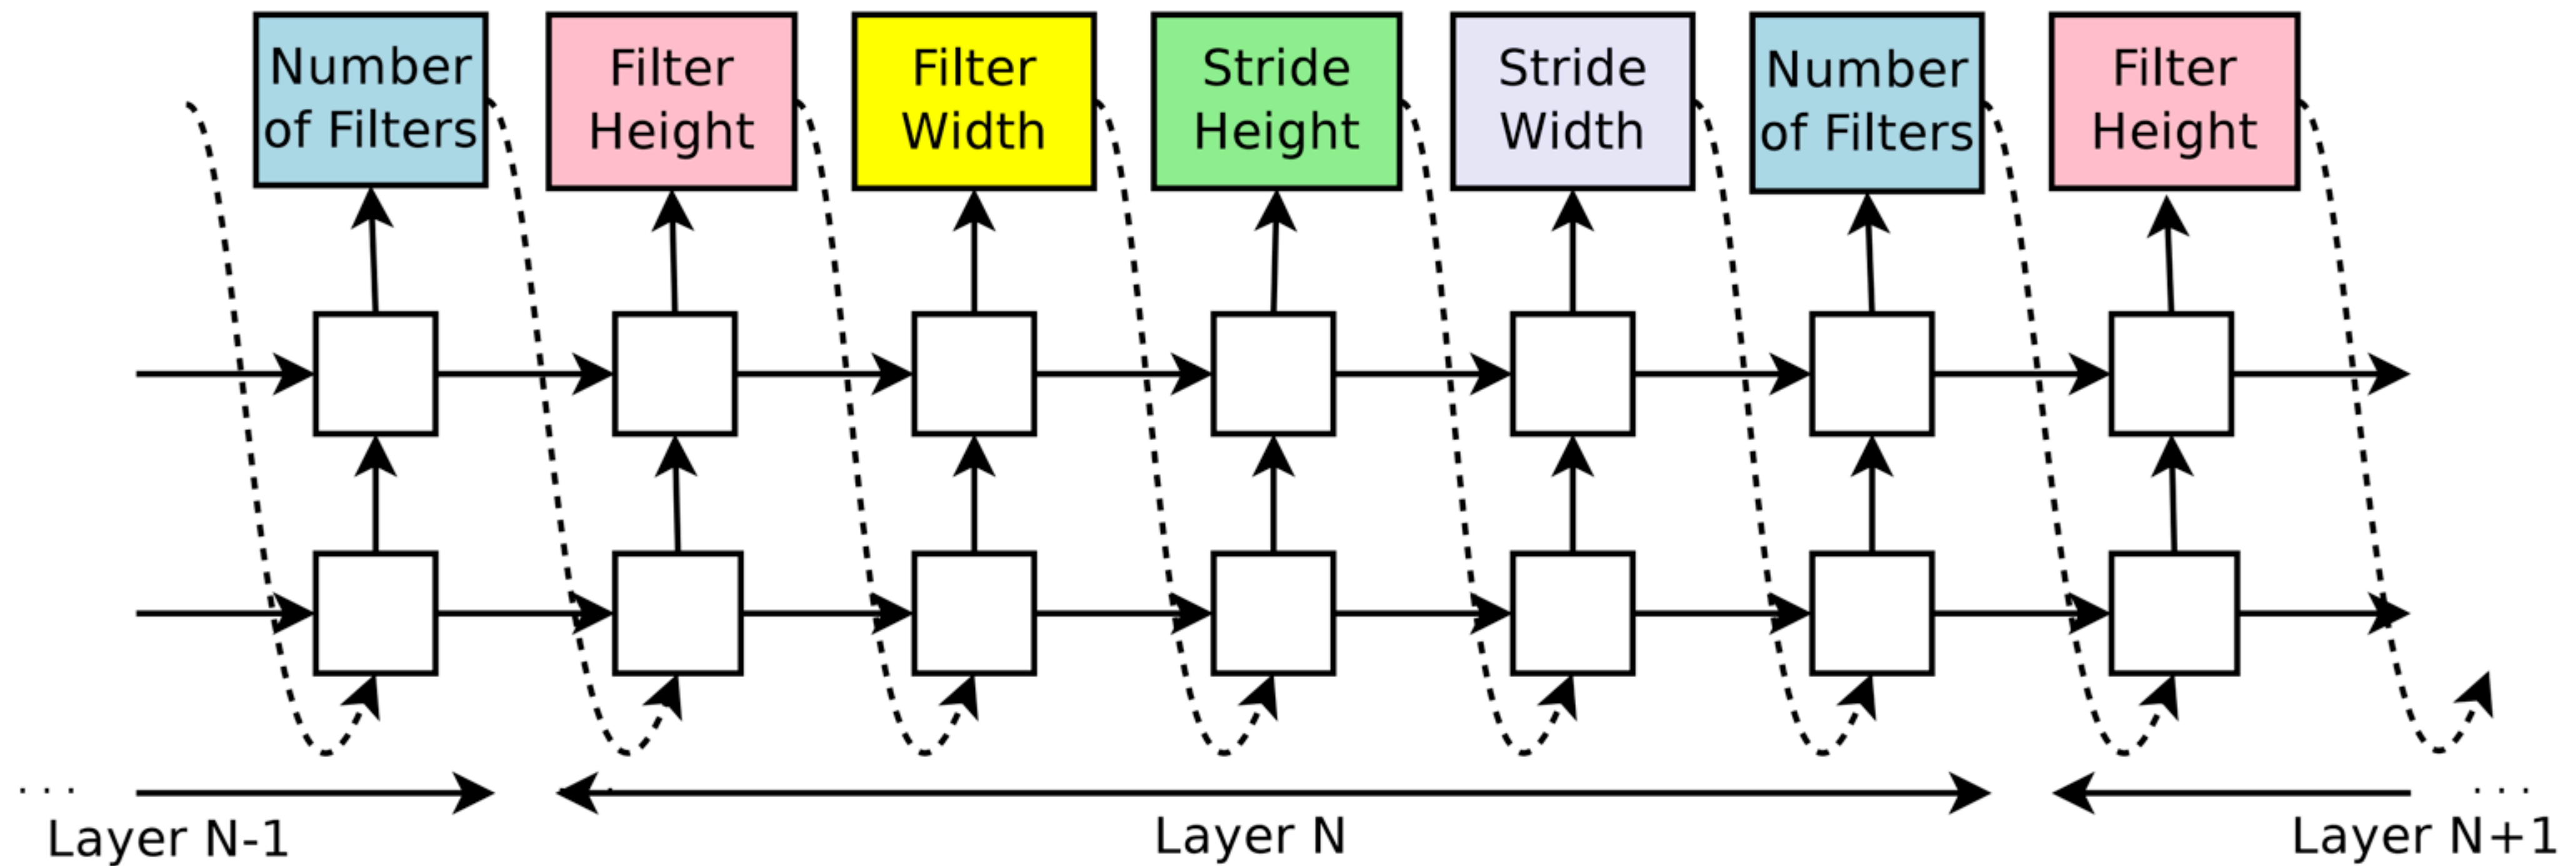 Number
of Filters
Filter
Height
Filter
Width
Stride
Height
Stride
Width
Number
of Filters
Filter
Height
. . .
Layer N-1
Layer N
. . .
Layer N+1